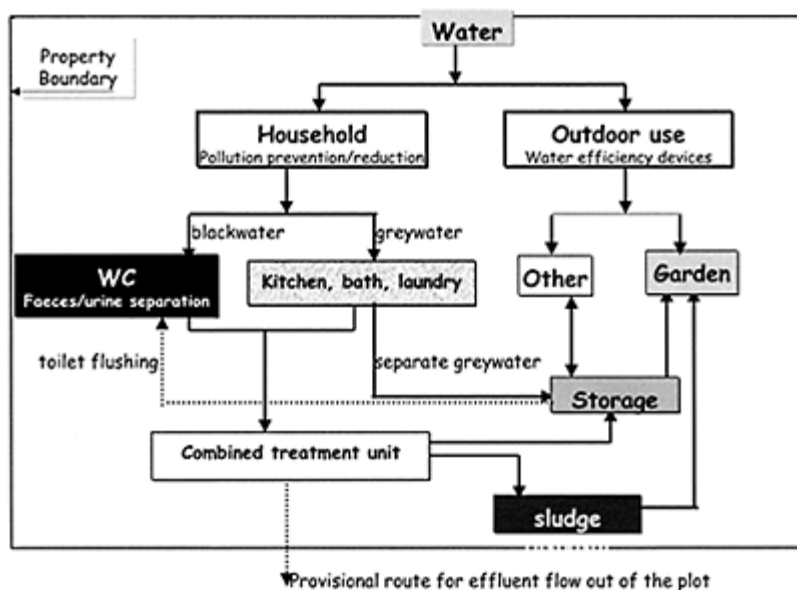 Water
Property
Boundary
Household
Pollution prevention/reduction
Outdoor use
Water efficiency devices
blackwater
greywater
WC
Faeces/urine separation
Kitchen, bath, laundry
Other
Garden
toilet flushing
separate greywater
Storage
Combined treatment unit
sludge
Provisional route for effluent flow out of the plot